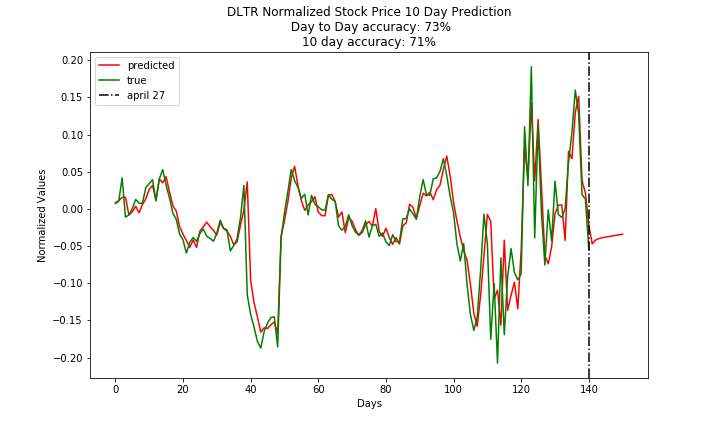 DLTR Normalized Stock Price 10 Day Prediction
Day to Day accuracy: 73%
10 day accuracy: 71%
predicted
true
april 27
Normalized Values
0.20
0.15
0.10
0.05
0.00
−0.05
−0.10
−0.15
−0.20
0 20 40 60 80 100 120 140
Days